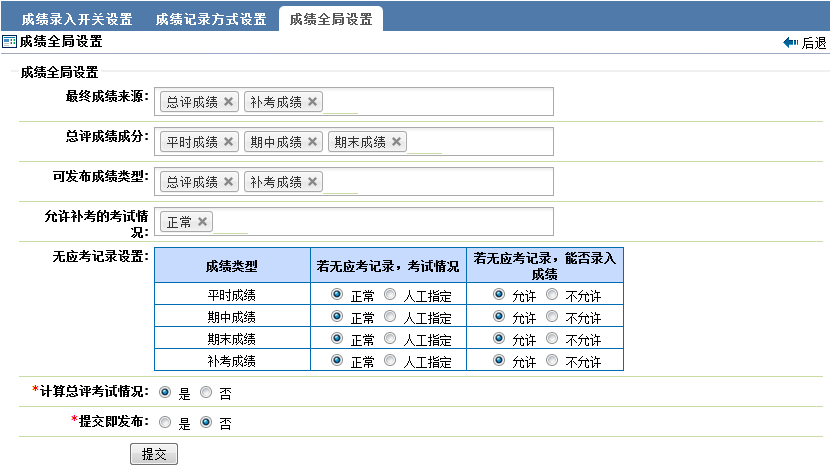 成绩录入开关设置 成绩记录方式设置 成绩全局设置
成绩全局设置 后退
成绩全局设置
最终成绩来源: 总评成绩 × 补考成绩 ×
总评成绩成分: 平时成绩 × 期中成绩 × 期末成绩 ×
可发布成绩类型: 总评成绩 × 补考成绩 ×
允许补考的考试情
况: 正常 ×
无应考记录设置:
成绩类型 若无应考记录，考试情况 若无应考记录，能否录入
成绩
平时成绩 正常 人工指定 允许 不允许
期中成绩 正常 人工指定 允许 不允许
期末成绩 正常 人工指定 允许 不允许
补考成绩 正常 人工指定 允许 不允许
*计算总评考试情况: 是 否
*提交即发布: 是 否
提交